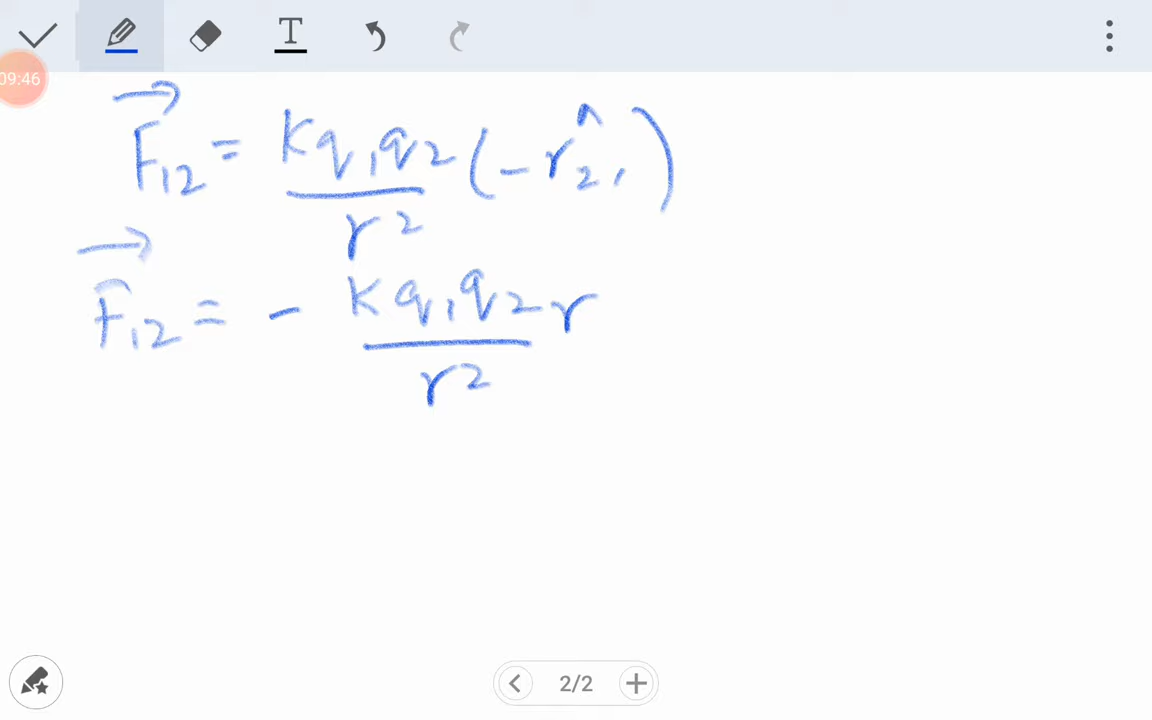 T
09:46
F⃗₁₂ = Kq₁q₂/r² (-r̂₂₁)
F⃗₁₂ = - Kq₁q₂/r² r
2/2